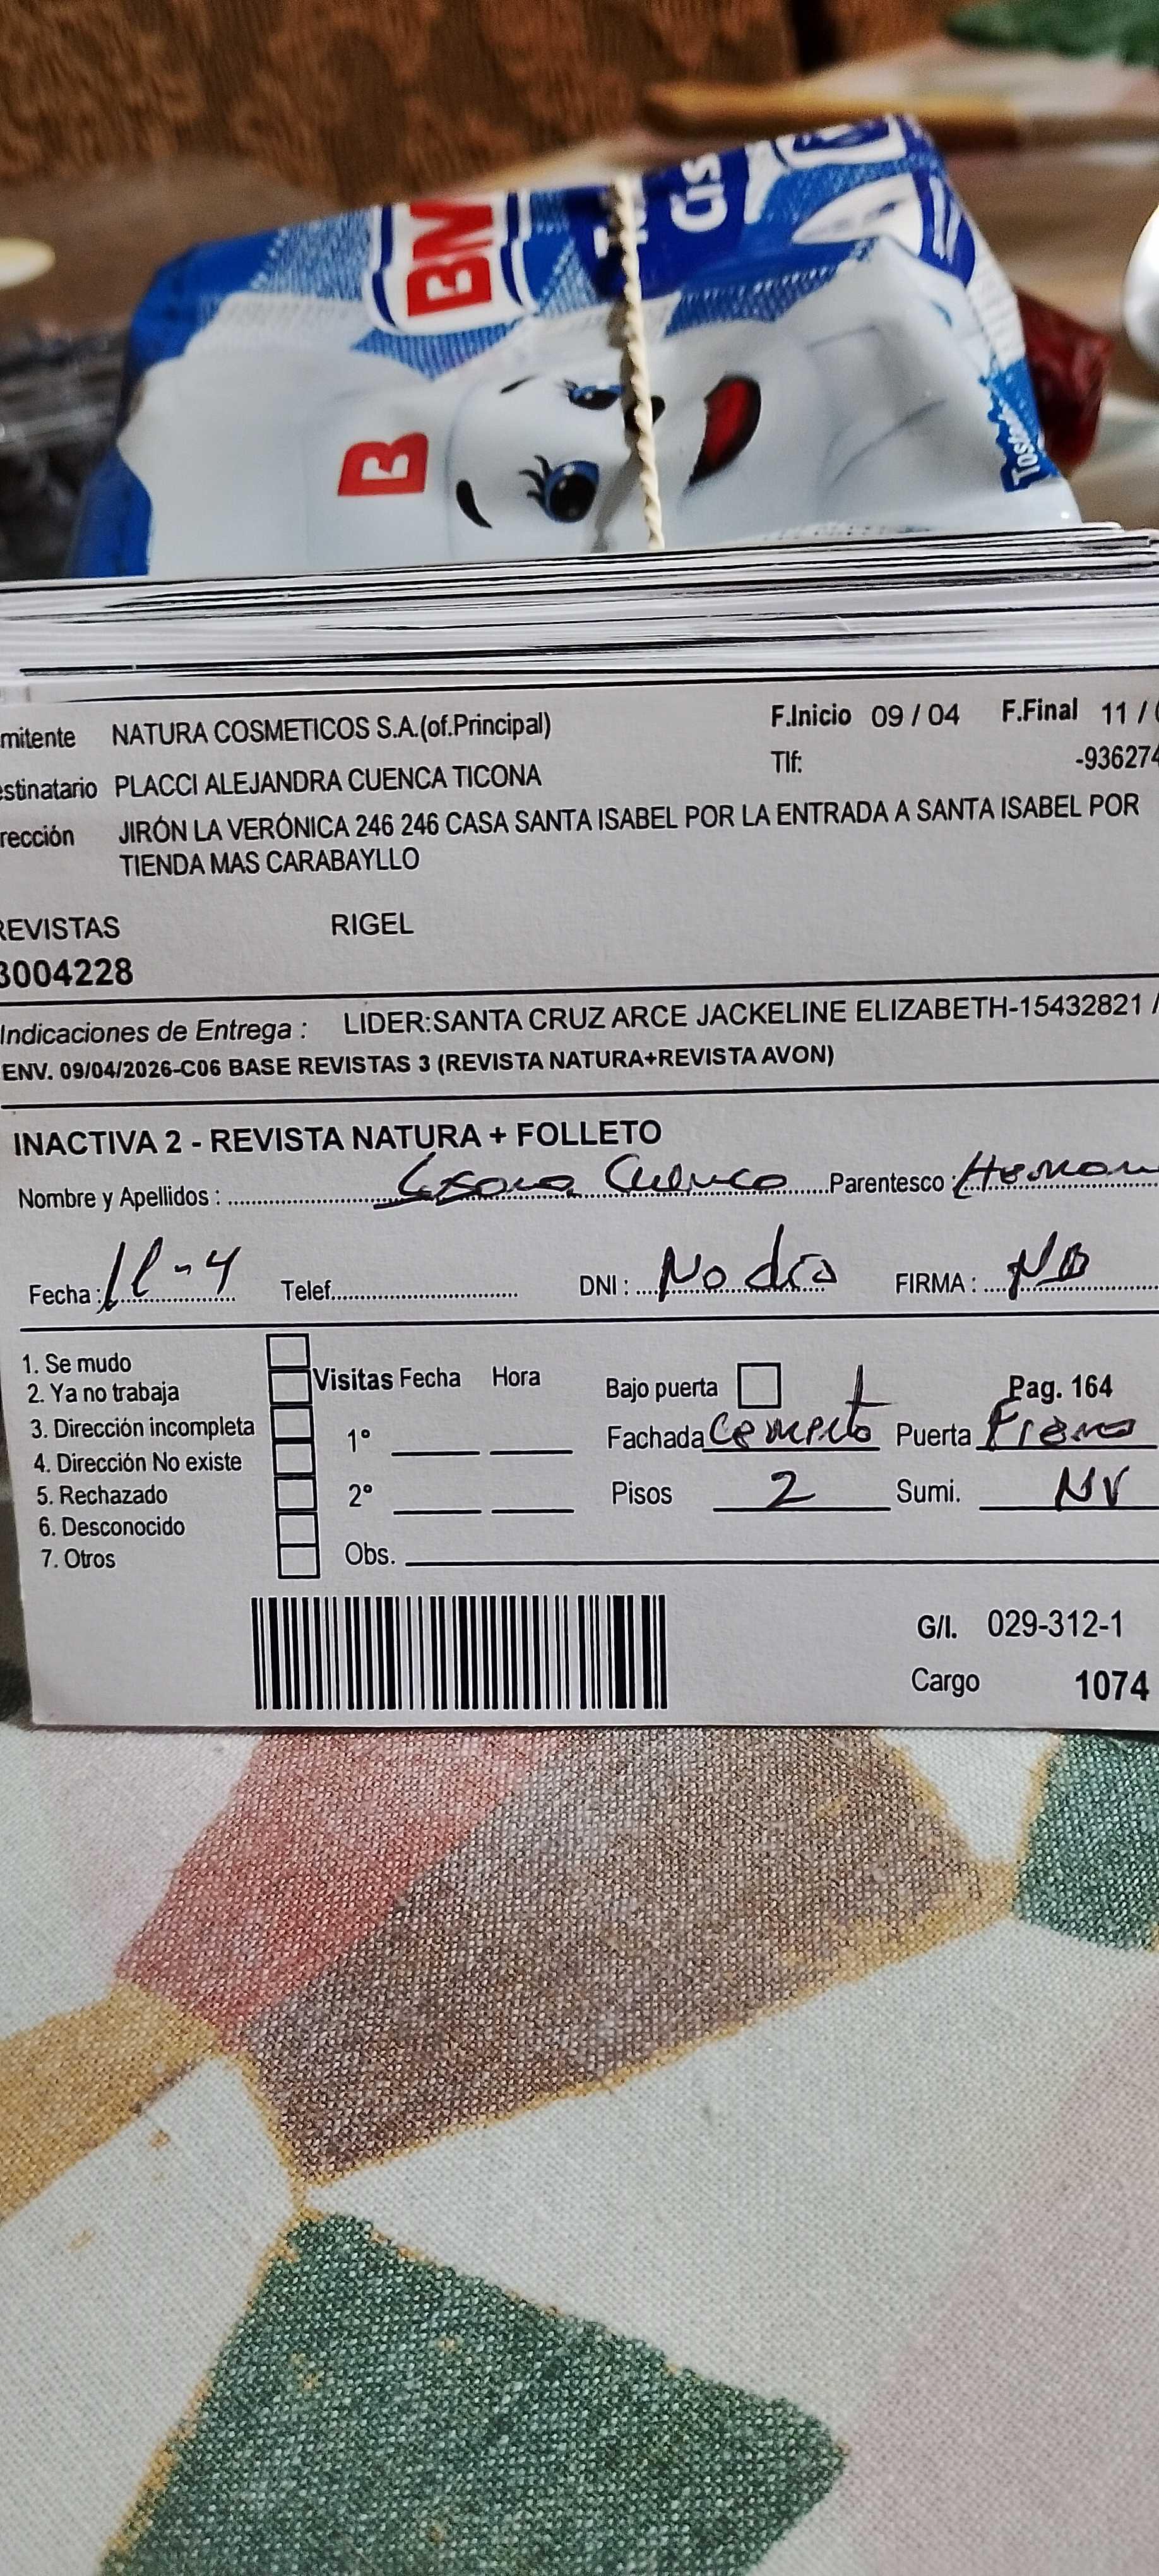 BM
GIS
B
Tosta
mitente NATURA COSMETICOS S.A.(of.Principal) F.Inicio 09 / 04 F.Final 11 /
Tlf: -936274
estinatario PLACCI ALEJANDRA CUENCA TICONA
rección JIRÓN LA VERÓNICA 246 246 CASA SANTA ISABEL POR LA ENTRADA A SANTA ISABEL POR
TIENDA MAS CARABAYLLO
REVISTAS RIGEL
3004228
Indicaciones de Entrega : LIDER:SANTA CRUZ ARCE JACKELINE ELIZABETH-15432821 /
ENV. 09/04/2026-C06 BASE REVISTAS 3 (REVISTA NATURA+REVISTA AVON)
INACTIVA 2 - REVISTA NATURA + FOLLETO
Nombre y Apellidos : Cuenca Parentesco : Herman
Fecha : 11-4 Telef. DNI : No dio FIRMA :
1. Se mudo
2. Ya no trabaja Visitas Fecha Hora Bajo puerta Pag. 164
3. Dirección incompleta 1° Fachada Cemento Puerta Fierro
4. Dirección No existe
5. Rechazado 2° Pisos 2 Sumi. NV
6. Desconocido
7. Otros Obs.
G/I. 029-312-1
Cargo 1074